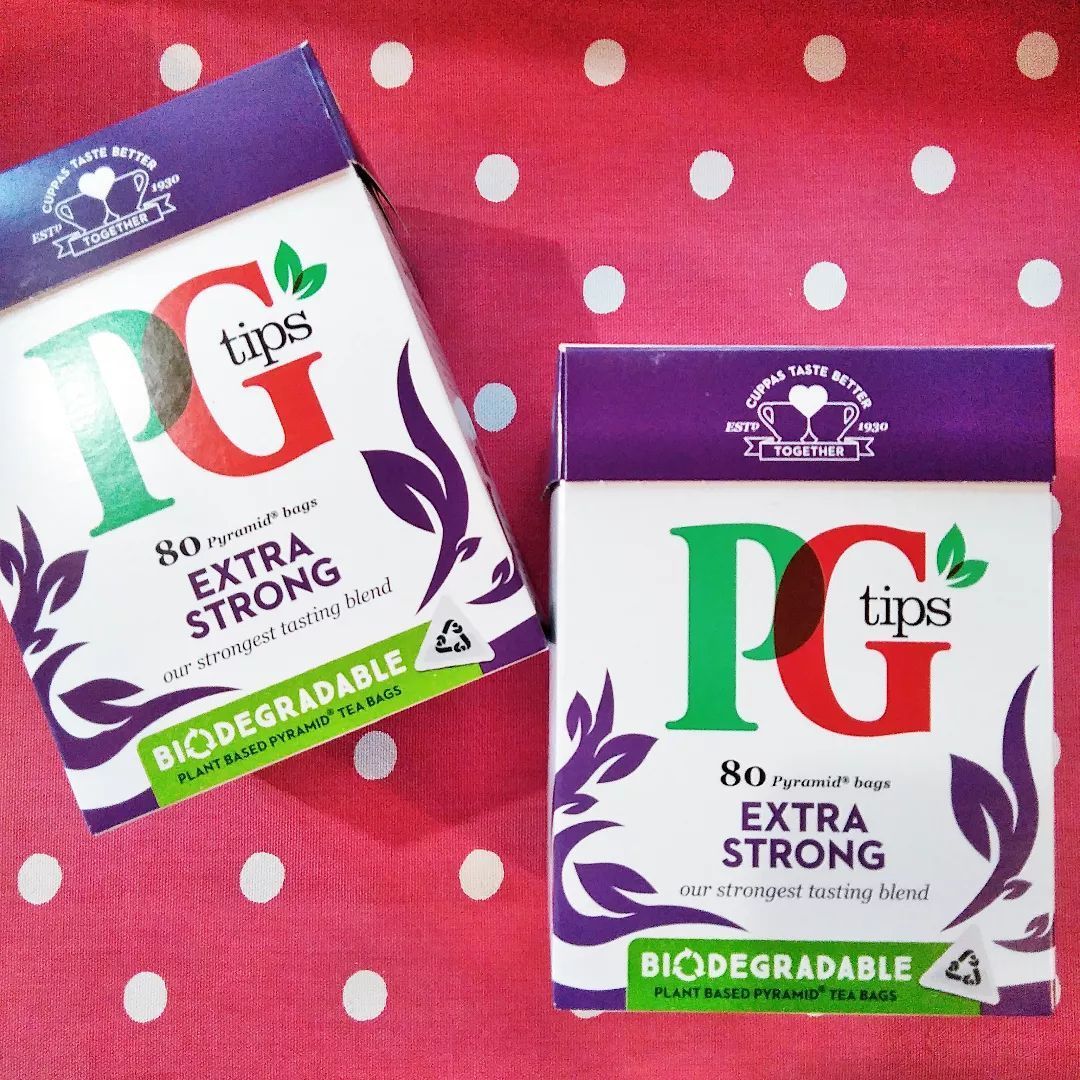 CUPPAS TASTE BETTER
ESTD 1930
TOGETHER
PG
tips
80 Pyramid® bags
EXTRA
STRONG
our strongest tasting blend
BIODEGRADABLE
PLANT BASED PYRAMID® TEA BAGS
CUPPAS TASTE BETTER
ESTD 1930
TOGETHER
PG
tips
80 Pyramid® bags
EXTRA
STRONG
our strongest tasting blend
BIODEGRADABLE
PLANT BASED PYRAMID® TEA BAGS